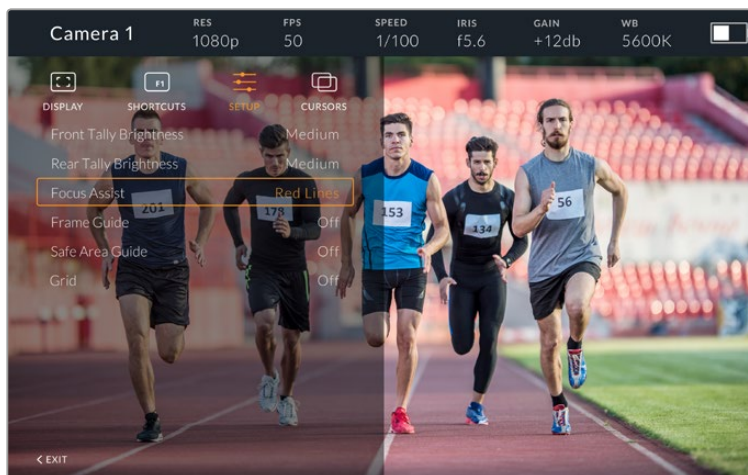 Camera 1
RES FPS SPEED IRIS GAIN WB
1080p 50 1/100 f5.6 +12db 5600K
F1
DISPLAY SHORTCUTS SETUP CURSORS
Front Tally Brightness Medium
Rear Tally Brightness Medium
Focus Assist Red Lines
Frame Guide Off
Safe Area Guide Off
Grid Off
201 178 153 134 56
< EXIT